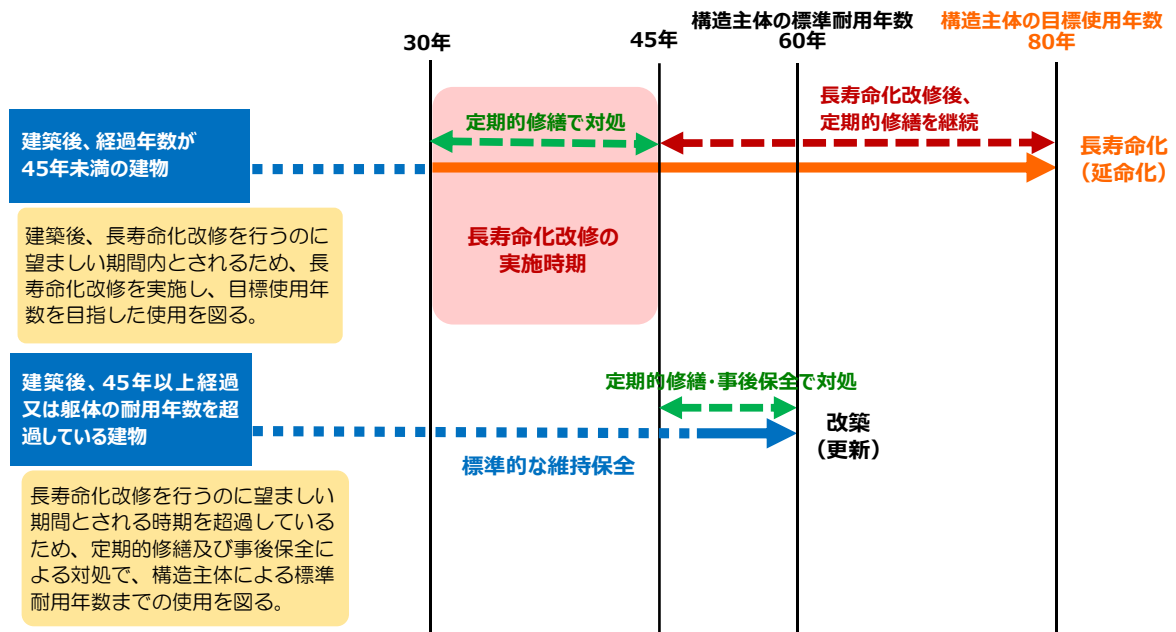 構造主体の標準耐用年数
構造主体の目標使用年数
30年
45年
60年
80年
建築後、経過年数が
45年未満の建物
定期的修繕で対処
長寿命化改修後、
定期的修繕を継続
長寿命化
（延命化）
建築後、長寿命化改修を行うのに
望ましい期間内とされるため、長
寿命化改修を実施し、目標使用年
数を目指した使用を図る。
長寿命化改修の
実施時期
建築後、45年以上経過
又は躯体の耐用年数を超
過している建物
定期的修繕･事後保全で対処
改築
（更新）
標準的な維持保全
長寿命化改修を行うのに望ましい
期間とされる時期を超過している
ため、定期的修繕及び事後保全に
よる対処で、構造主体による標準
耐用年数までの使用を図る。